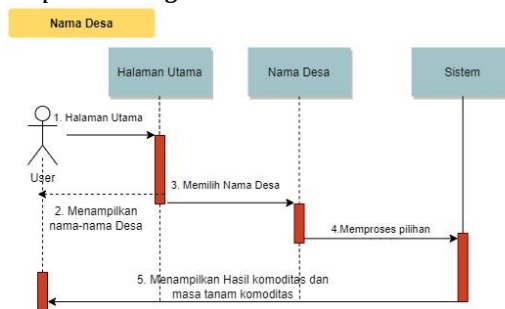 Nama Desa
Halaman Utama
Nama Desa
Sistem
1. Halaman Utama
User
3. Memilih Nama Desa
2. Menampilkan
nama-nama Desa
4.Memproses pilihan
5. Menampilkan Hasil komoditas dan
masa tanam komoditas